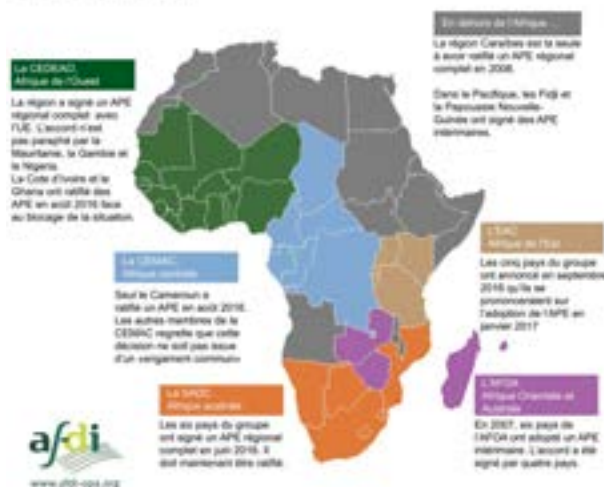 La CEDEAO,
Afrique de l'Ouest
La région a signé un APE
régional complet avec
l'UE. L'accord n'est
pas paraphé par la
Mauritanie, la Gambie et
le Nigeria.
La Cote d'Ivoire et le
Ghana ont ratifié des
APE en août 2016 face
au blocage de la situation.
En dehors de l'Afrique
La région Caraïbes est la seule
à avoir ratifié un APE régional
complet en 2008.
Dans le Pacifique, les Fidji et
la Papouasie Nouvelle-
Guinée ont signé des APE
intérimaires.
La CEMAC,
Afrique centrale
Seul le Cameroun a
ratifié un APE en août 2016.
Les autres membres de la
CEMAC regrette que cette
décision ne soit pas issue
d'un «engament commun»
L'EAC
Afrique de l'Est
Les cinq pays du groupe
ont annoncé en septembre
2016 qu'ils se
prononceraient sur
l'adoption de l'APE en
janvier 2017
La SADC,
Afrique australe
Les six pays du groupe
ont signé un APE régional
complet en juin 2016. Il
doit maintenant être ratifié.
L'AFOA
Afrique Orientale et
Australe
En 2007, six pays de
l'AFOA ont adopté un APE
intérimaire. L'accord a été
signé par quatre pays.
afdi
www.afdi-opa.org